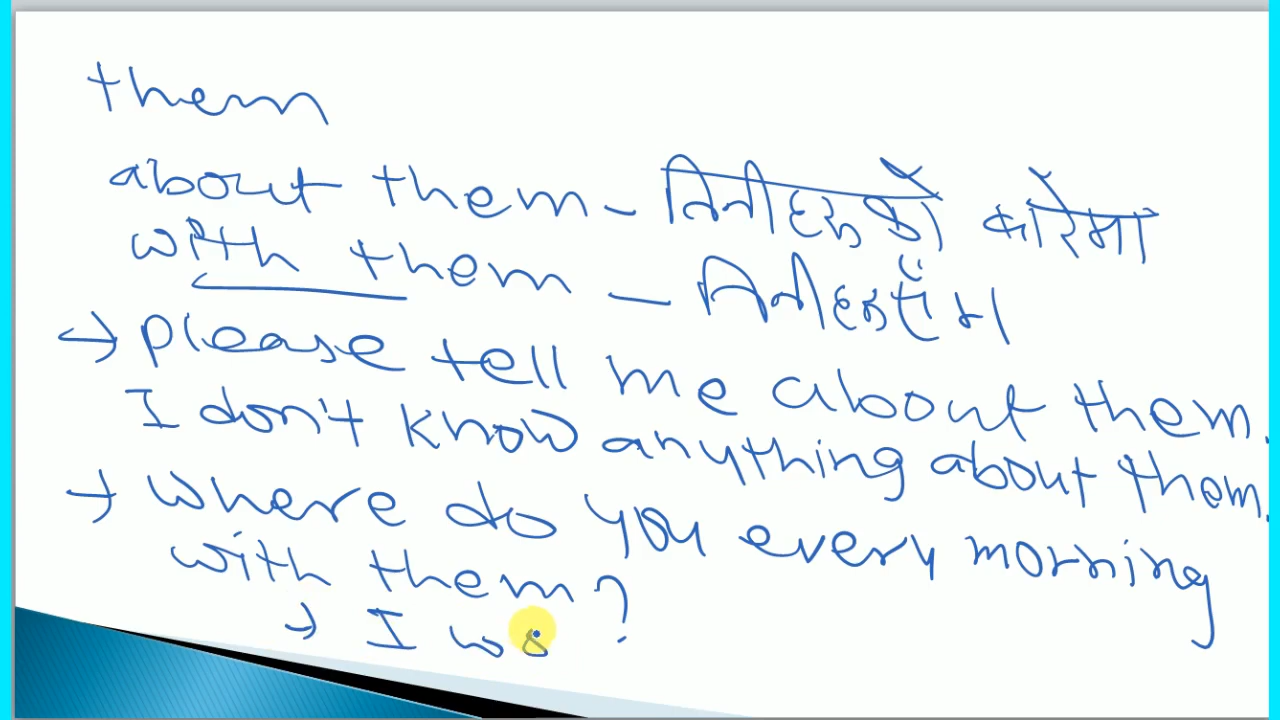 them
about them - तिनीहरूको बारेमा
with them - तिनीहरूसँग
→ please tell me about them.
I don't know anything about them.
→ where do you every morning
with them?
→ I wo